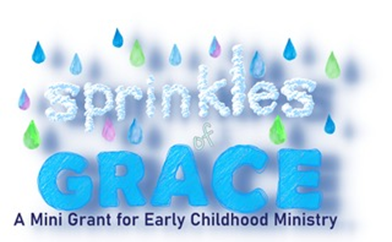 sprinkles
of
GRACE
A Mini Grant for Early Childhood Ministry